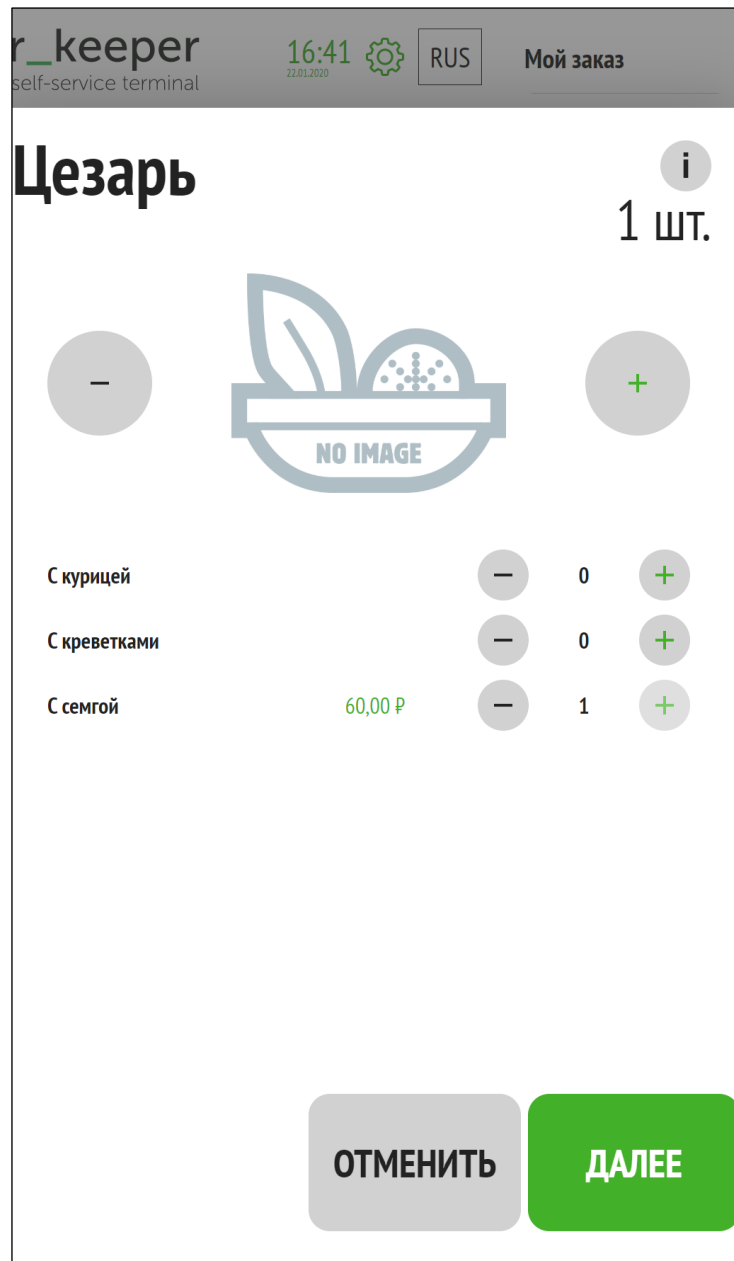 r_keeper
self-service terminal
16:41
22.01.2020
RUS
Мой заказ
Цезарь
i
1 шт.
−
+
NO IMAGE
С курицей − 0 +
С креветками − 0 +
С семгой 60,00 ₽ − 1 +
ОТМЕНИТЬ
ДАЛЕЕ